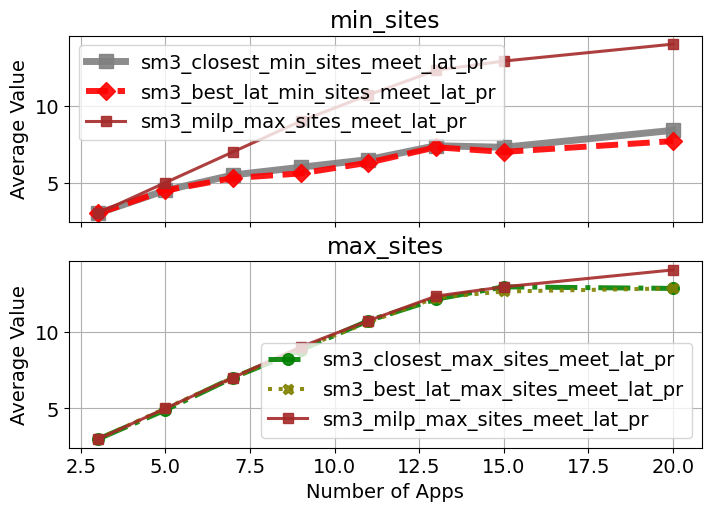 min_sites
Average Value
10
5
sm3_closest_min_sites_meet_lat_pr
sm3_best_lat_min_sites_meet_lat_pr
sm3_milp_max_sites_meet_lat_pr
max_sites
Average Value
10
5
sm3_closest_max_sites_meet_lat_pr
sm3_best_lat_max_sites_meet_lat_pr
sm3_milp_max_sites_meet_lat_pr
2.5 5.0 7.5 10.0 12.5 15.0 17.5 20.0
Number of Apps